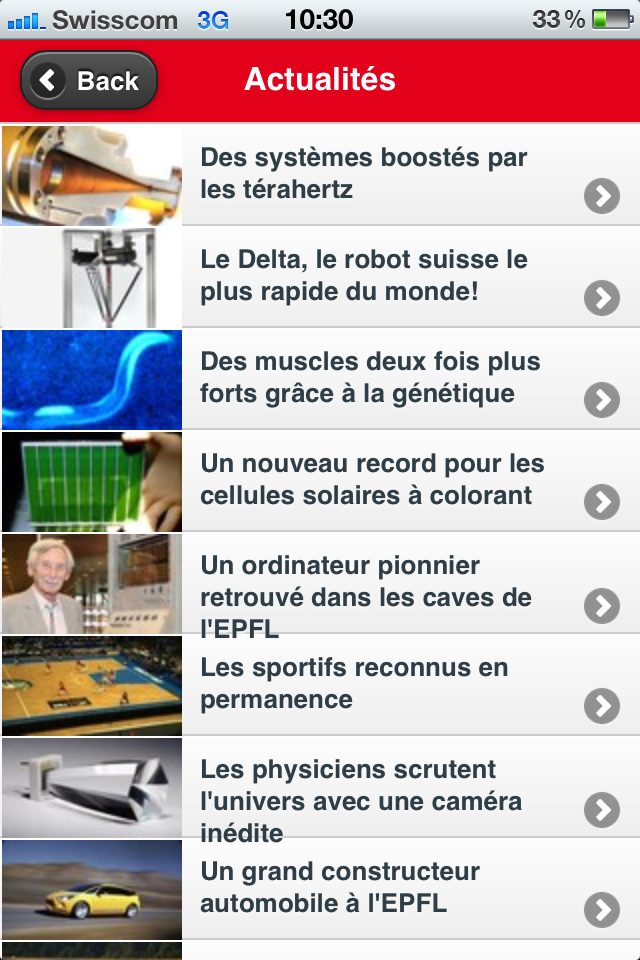 Swisscom 3G 10:30 33 %
Back
Actualités
Des systèmes boostés par
les térahertz
Le Delta, le robot suisse le
plus rapide du monde!
Des muscles deux fois plus
forts grâce à la génétique
Un nouveau record pour les
cellules solaires à colorant
Un ordinateur pionnier
retrouvé dans les caves de
l'EPFL
Les sportifs reconnus en
permanence
Les physiciens scrutent
l'univers avec une caméra
inédite
Un grand constructeur
automobile à l'EPFL